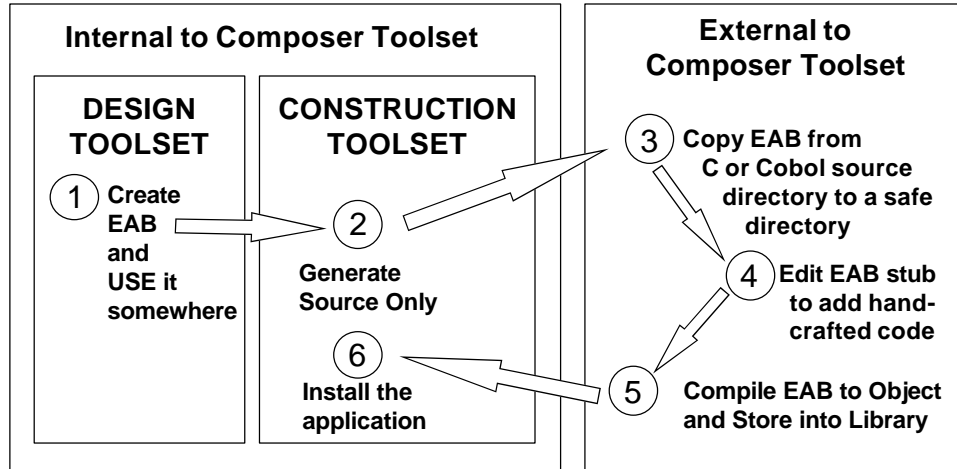 Internal to Composer Toolset
DESIGN
TOOLSET
1
Create
EAB
and
USE it
somewhere
CONSTRUCTION
TOOLSET
2
Generate
Source Only
6
Install the
application
External to
Composer Toolset
3
Copy EAB from
C or Cobol source
directory to a safe
directory
4
Edit EAB stub
to add hand-
crafted code
5
Compile EAB to Object
and Store into Library